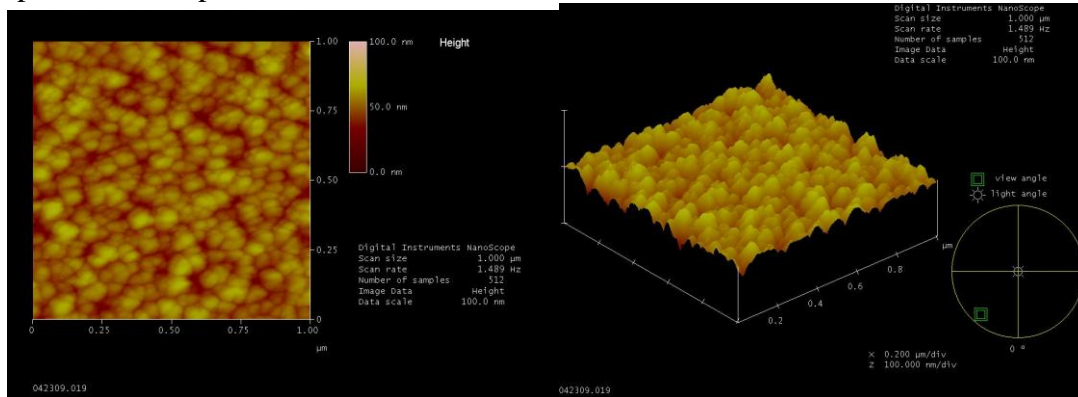 1.00
100.0 nm
Height
0.75
50.0 nm
0.50
0.0 nm
0.25
Digital Instruments NanoScope
Scan size 1.000 µm
Scan rate 1.489 Hz
Number of samples 512
Image Data Height
Data scale 100.0 nm
0
0 0.25 0.50 0.75 1.00
µm
042309.019
Digital Instruments NanoScope
Scan size 1.000 µm
Scan rate 1.489 Hz
Number of samples 512
Image Data Height
Data scale 100.0 nm
view angle
light angle
µm
0.8
0.6
0.4
0.2
0 °
X 0.200 µm/div
Z 100.000 nm/div
042309.019